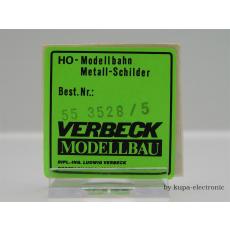 HO-Modellbahn
Metall-Schilder
Best.Nr.:
55 3528/5
VERBECK
MODELLBAU
DIPL.-ING. LUDWIG VERBECK
by kupa-electronic